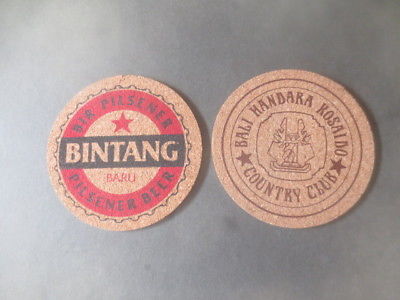 BIR PILSENER
BINTANG
BARU
PILSENER BEER
BALI HANDARA KOSAIDO
COUNTRY CLUB